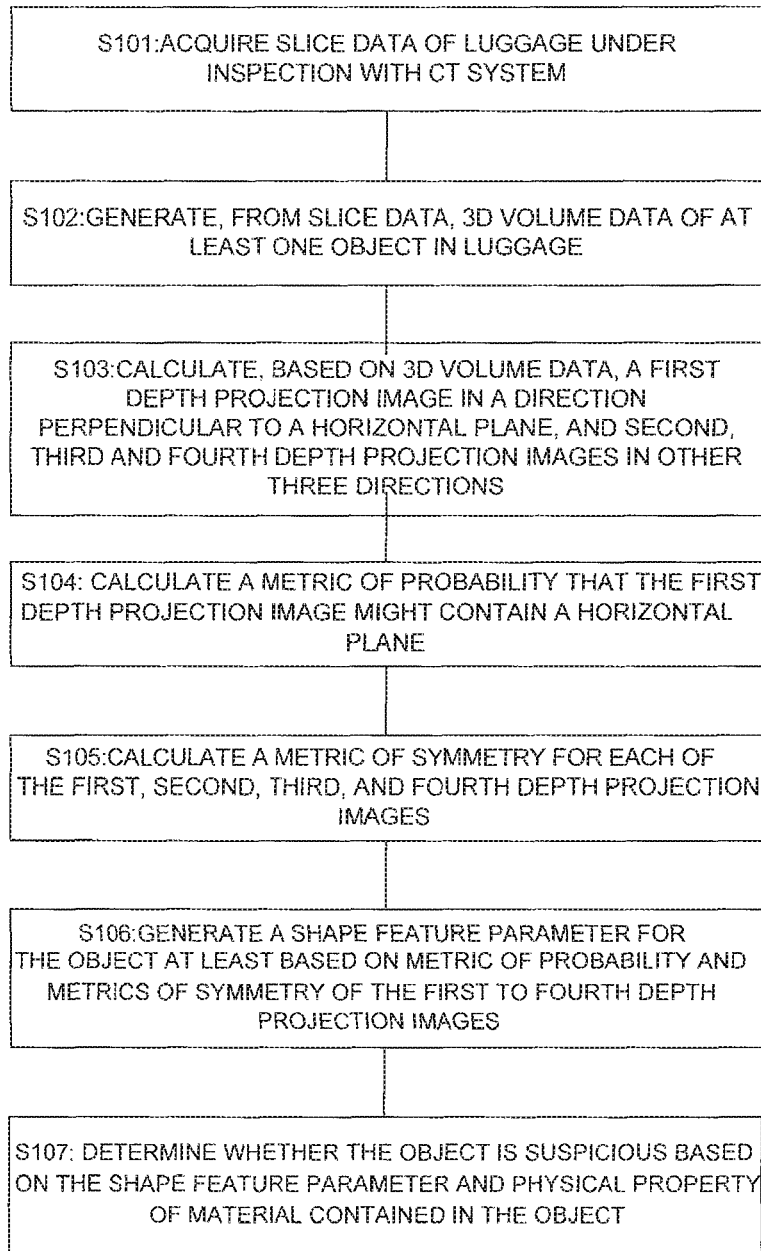 S101:ACQUIRE SLICE DATA OF LUGGAGE UNDER
INSPECTION WITH CT SYSTEM
S102:GENERATE, FROM SLICE DATA, 3D VOLUME DATA OF AT
LEAST ONE OBJECT IN LUGGAGE
S103:CALCULATE, BASED ON 3D VOLUME DATA, A FIRST
DEPTH PROJECTION IMAGE IN A DIRECTION
PERPENDICULAR TO A HORIZONTAL PLANE, AND SECOND,
THIRD AND FOURTH DEPTH PROJECTION IMAGES IN OTHER
THREE DIRECTIONS
S104: CALCULATE A METRIC OF PROBABILITY THAT THE FIRST
DEPTH PROJECTION IMAGE MIGHT CONTAIN A HORIZONTAL
PLANE
S105:CALCULATE A METRIC OF SYMMETRY FOR EACH OF
THE FIRST, SECOND, THIRD, AND FOURTH DEPTH PROJECTION
IMAGES
S106:GENERATE A SHAPE FEATURE PARAMETER FOR
THE OBJECT AT LEAST BASED ON METRIC OF PROBABILITY AND
METRICS OF SYMMETRY OF THE FIRST TO FOURTH DEPTH
PROJECTION IMAGES
S107: DETERMINE WHETHER THE OBJECT IS SUSPICIOUS BASED
ON THE SHAPE FEATURE PARAMETER AND PHYSICAL PROPERTY
OF MATERIAL CONTAINED IN THE OBJECT